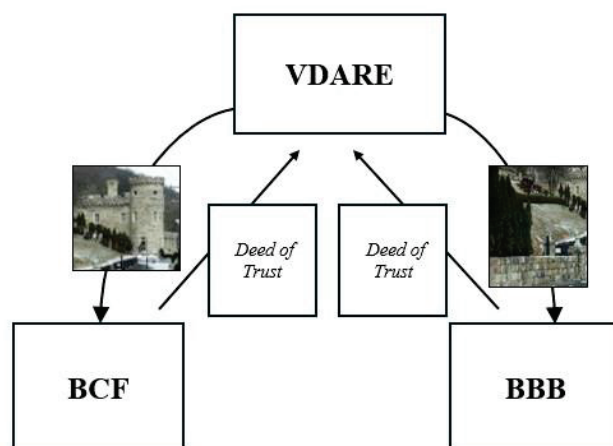 VDARE
Deed of
Trust
Deed of
Trust
BCF
BBB